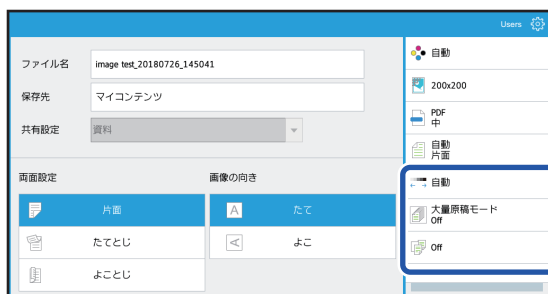 Users
ファイル名
image test_20180726_145041
保存先
マイコンテンツ
共有設定
資料
両面設定
片面
たてとじ
よことじ
画像の向き
A
たて
A
よこ
自動
200x200
PDF
中
自動
片面
自動
大量原稿モード
Off
Off